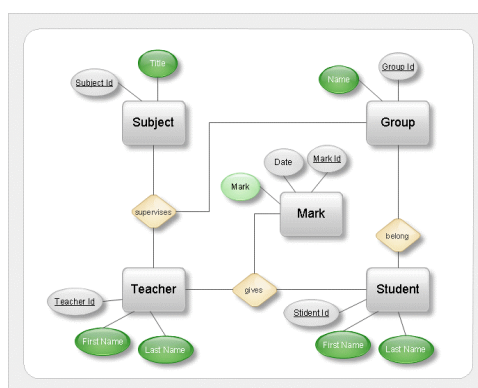 Title
Subject Id
Group Id
Name
Subject
Group
Date
Mark Id
Mark
Mark
supervises
belong
Teacher
gives
Student
Teacher Id
Stident Id
First Name
Last Name
First Name
Last Name